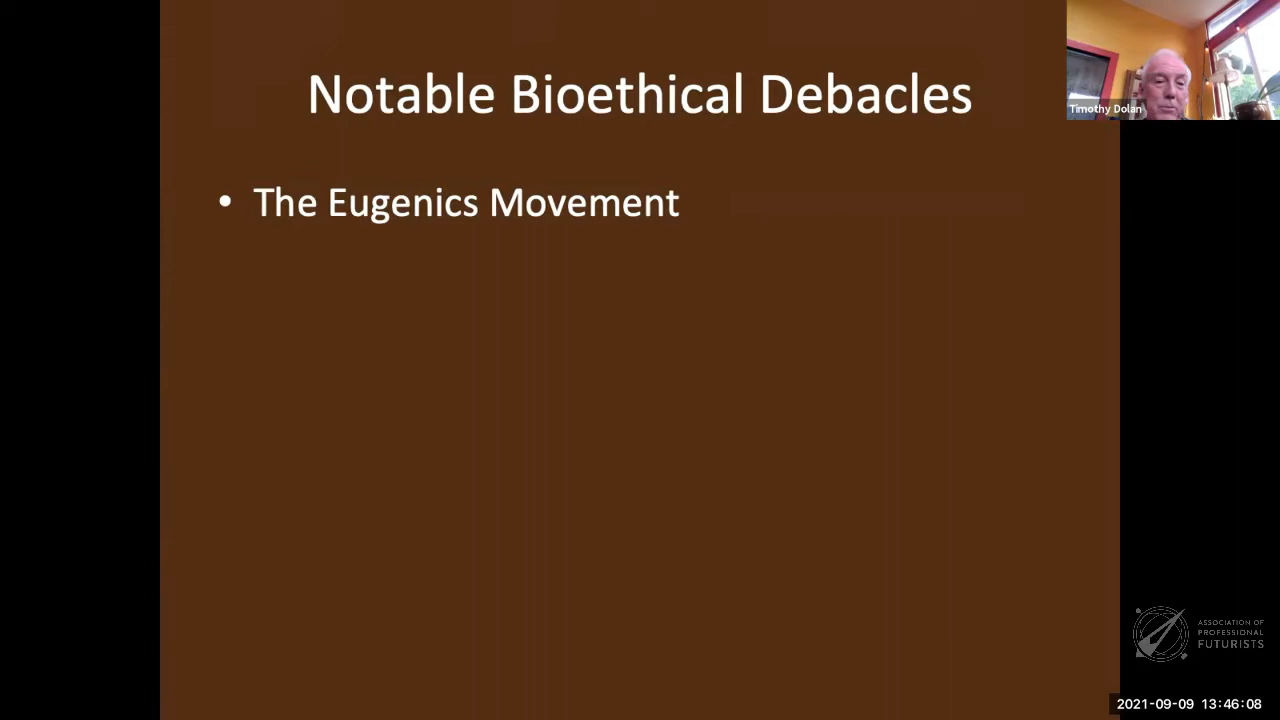 Notable Bioethical Debacles
• The Eugenics Movement
Timothy Dolan
ASSOCIATION OF
PROFESSIONAL
FUTURISTS
2021-09-09 13:46:08